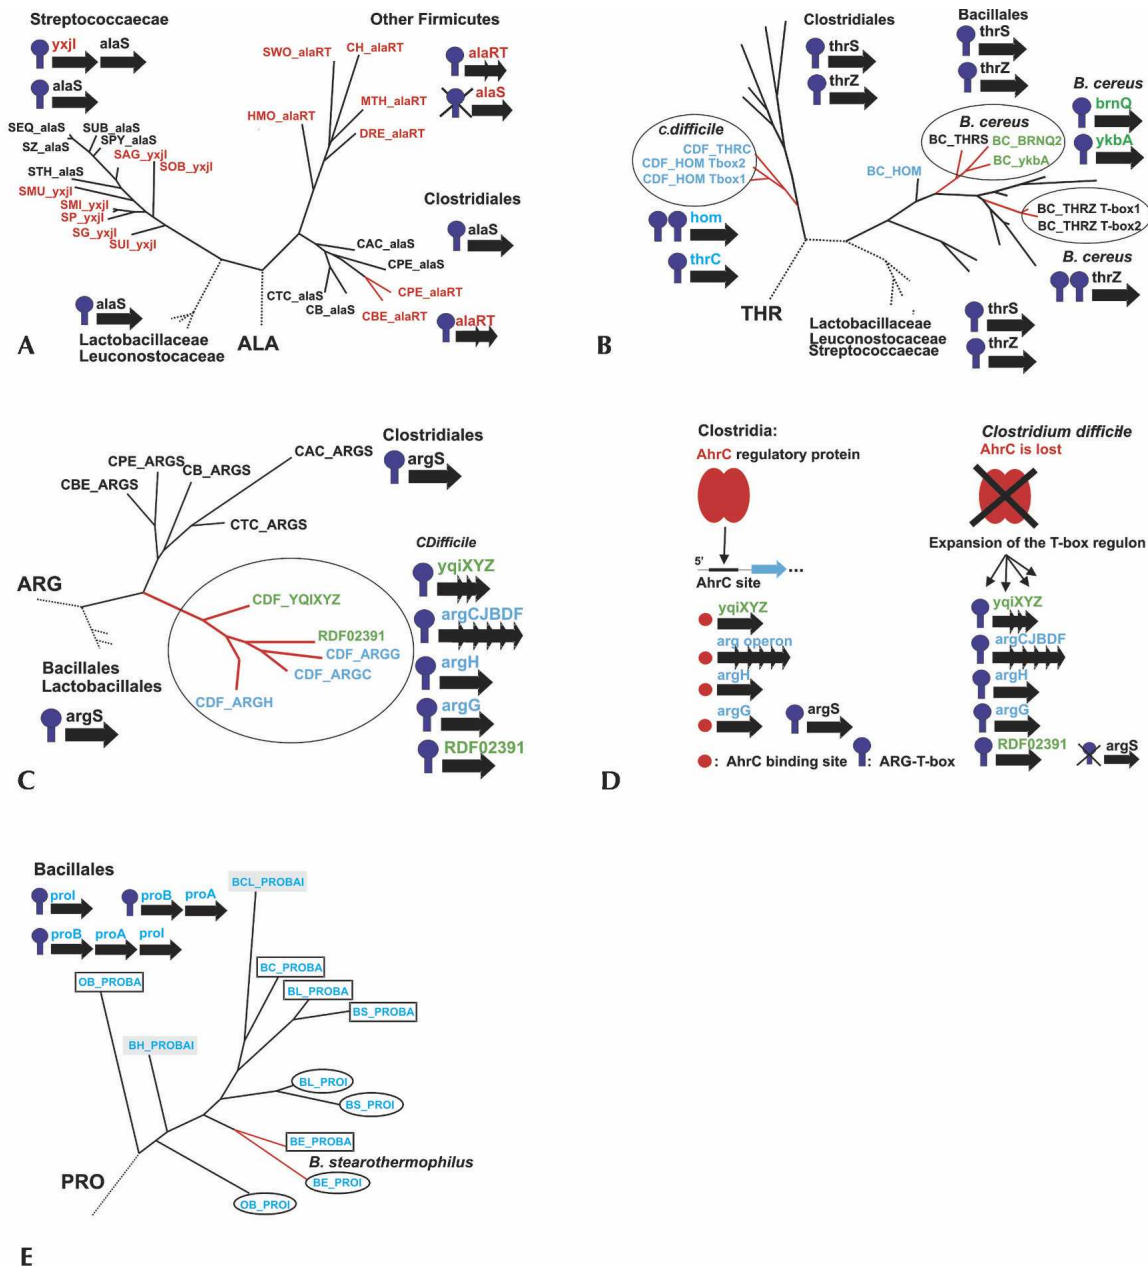 Streptococcaceae
yxjI alaS
alaS
SEQ_alaS
SUB_alaS
SZ_alaS
SPY_alaS
SAG_yxjI
SOB_yxjI
STH_alaS
SMU_yxjI
SMI_yxjI
SP_yxjI
SG_yxjI
SUI_yxjI
alaS
Lactobacillaceae
Leuconostocaceae
ALA
A
Other Firmicutes
SWO_alaRT
CH_alaRT
alaRT
alaS
MTH_alaRT
HMO_alaRT
DRE_alaRT
Clostridiales
alaS
CAC_alaS
CPE_alaS
CTC_alaS
CB_alaS
CPE_alaRT
CBE_alaRT
alaRT
Clostridiales
thrS
thrZ
Bacillales
thrS
thrZ
B. cereus
brnQ
ykbA
B. cereus
BC_THRS
BC_BRNQ2
BC_ykbA
c.difficile
CDF_THRC
CDF_HOM Tbox2
CDF_HOM Tbox1
BC_HOM
hom
thrC
BC_THRZ T-box1
BC_THRZ T-box2
B. cereus
thrZ
THR
Lactobacillaceae
Leuconostocaceae
Streptococcaecae
thrS
thrZ
B
Clostridiales
argS
CAC_ARGS
CPE_ARGS
CB_ARGS
CBE_ARGS
CTC_ARGS
ARG
CDifficile
yqiXYZ
argCJBDF
argH
argG
RDF02391
CDF_YQIXYZ
RDF02391
CDF_ARGG
CDF_ARGC
CDF_ARGH
Bacillales
Lactobacillales
argS
C
Clostridia:
AhrC regulatory protein
5'
...
AhrC site
yqiXYZ
arg operon
argH
argG
argS
: AhrC binding site
: ARG-T-box
Clostridium difficile
AhrC is lost
Expansion of the T-box regulon
yqiXYZ
argCJBDF
argH
argG
RDF02391
argS
D
Bacillales
proI proB proA
proB proA proI
BCL_PROBAI
OB_PROBA
BC_PROBA
BL_PROBA
BS_PROBA
BH_PROBAI
BL_PROI
BS_PROI
BE_PROBA
B. stearothermophilus
BE_PROI
PRO
OB_PROI
E